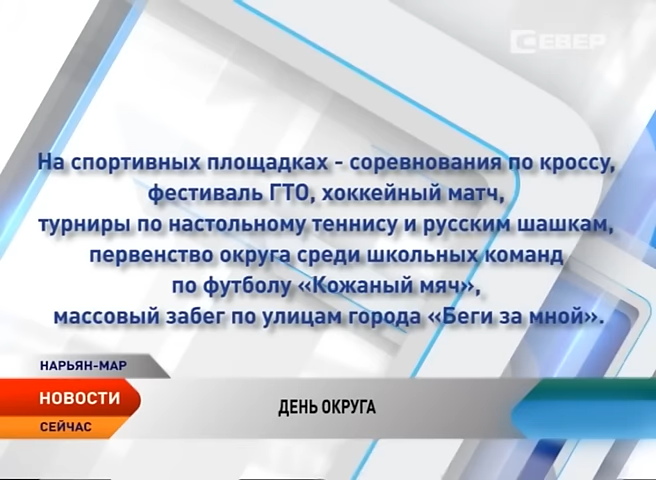 СЕВЕР
На спортивных площадках - соревнования по кроссу,
фестиваль ГТО, хоккейный матч,
турниры по настольному теннису и русским шашкам,
первенство округа среди школьных команд
по футболу «Кожаный мяч»,
массовый забег по улицам города «Беги за мной».
НАРЬЯН-МАР
НОВОСТИ
СЕЙЧАС
ДЕНЬ ОКРУГА